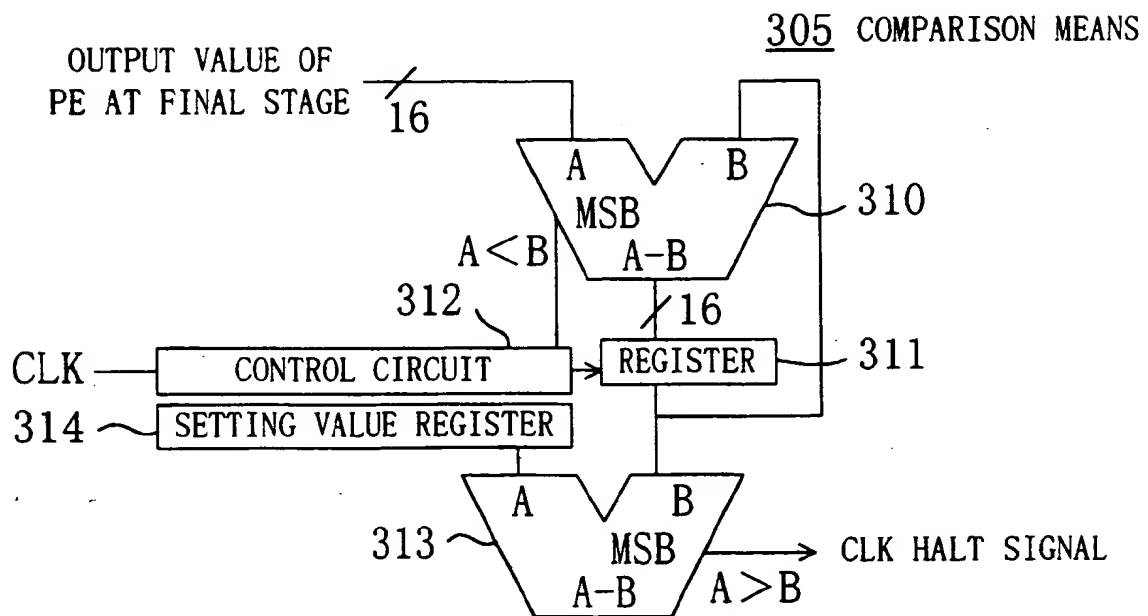 305 COMPARISON MEANS
OUTPUT VALUE OF
PE AT FINAL STAGE
16
A
B
MSB
310
A<B
A-B
312
16
CLK
CONTROL CIRCUIT
REGISTER
311
314
SETTING VALUE REGISTER
A
B
313
MSB
CLK HALT SIGNAL
A-B
A>B